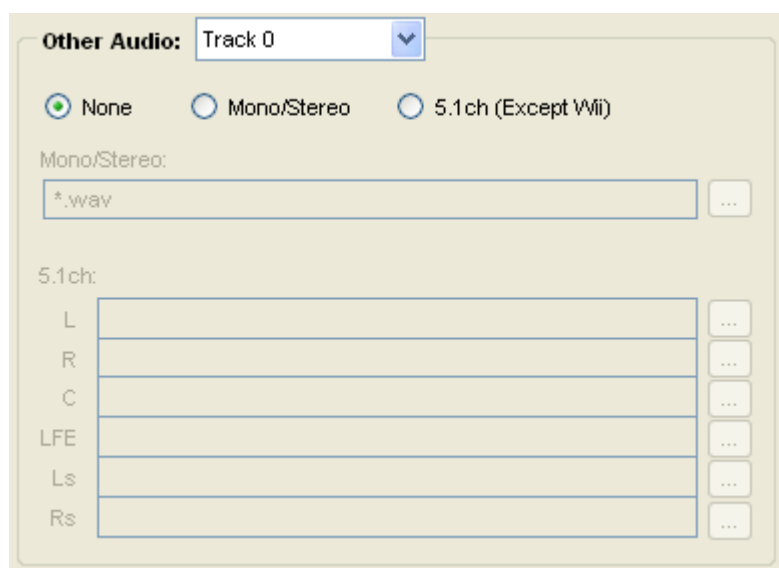 Other Audio: Track 0
None Mono/Stereo 5.1ch (Except Wii)
Mono/Stereo:
*.wav ...
5.1ch:
L ...
R ...
C ...
LFE ...
Ls ...
Rs ...